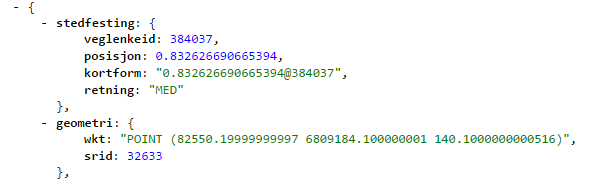 - {
- stedfesting: {
veglenkeid: 384037,
posisjon: 0.832626690665394,
kortform: "0.832626690665394@384037",
retning: "MED"
},
- geometri: {
wkt: "POINT (82550.19999999997 6809184.100000001 140.1000000000516)",
srid: 32633
},